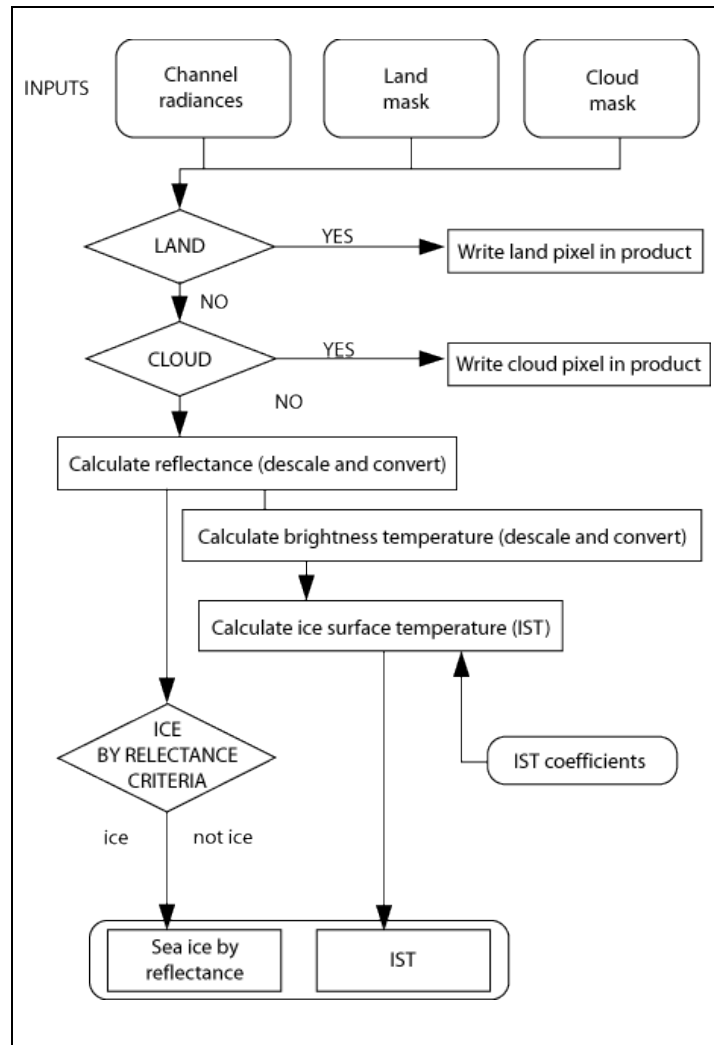 INPUTS
Channel
radiances
Land
mask
Cloud
mask
LAND
YES
Write land pixel in product
NO
CLOUD
YES
Write cloud pixel in product
NO
Calculate reflectance (descale and convert)
Calculate brightness temperature (descale and convert)
Calculate ice surface temperature (IST)
ICE
BY RELECTANCE
CRITERIA
IST coefficients
ice
not ice
Sea ice by
reflectance
IST